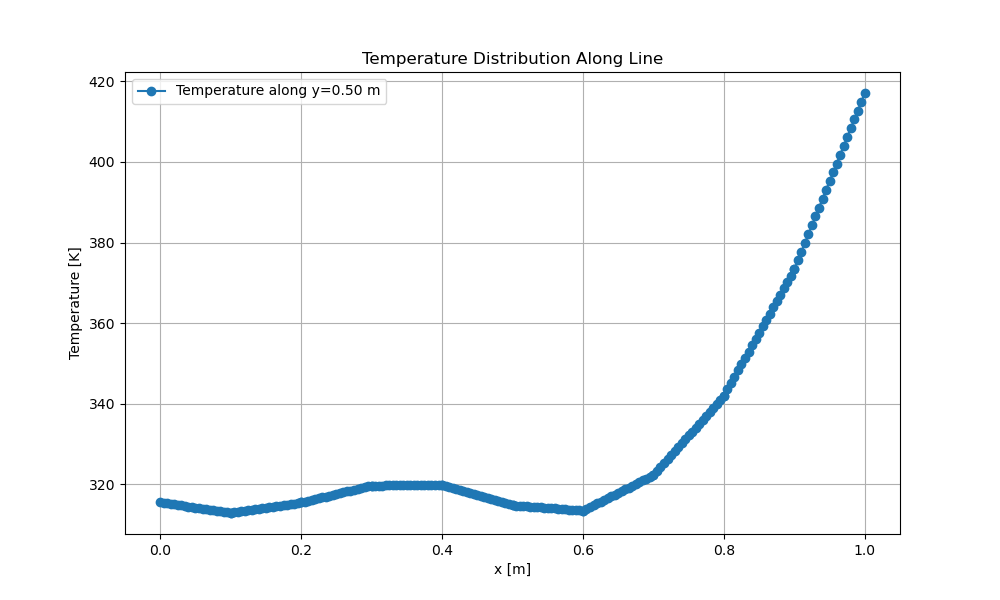 Temperature Distribution Along Line
Temperature along y=0.50 m
420
400
380
360
340
320
Temperature [K]
0.0 0.2 0.4 0.6 0.8 1.0
x [m]